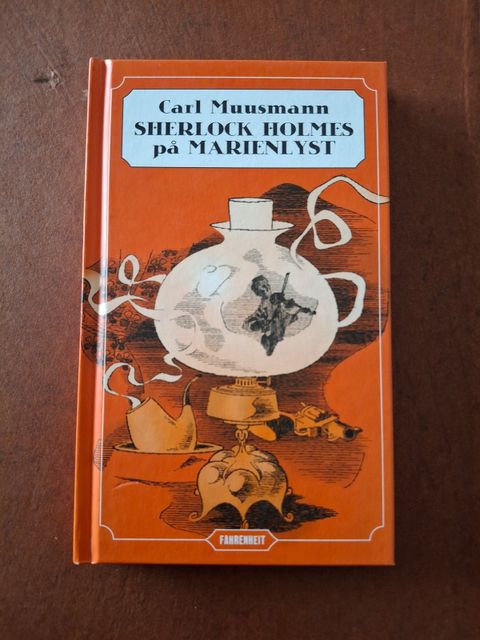 Carl Muusmann
SHERLOCK HOLMES
på MARIENLYST
FAHRENHEIT